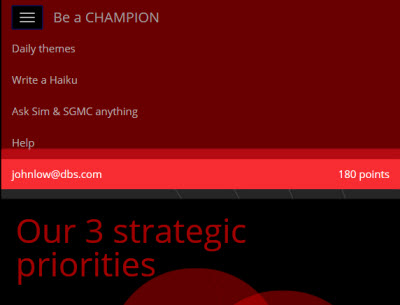 Be a CHAMPION
Daily themes
Write a Haiku
Ask Sim & SGMC anything
Help
johnlow@dbs.com 180 points
Our 3 strategic
priorities